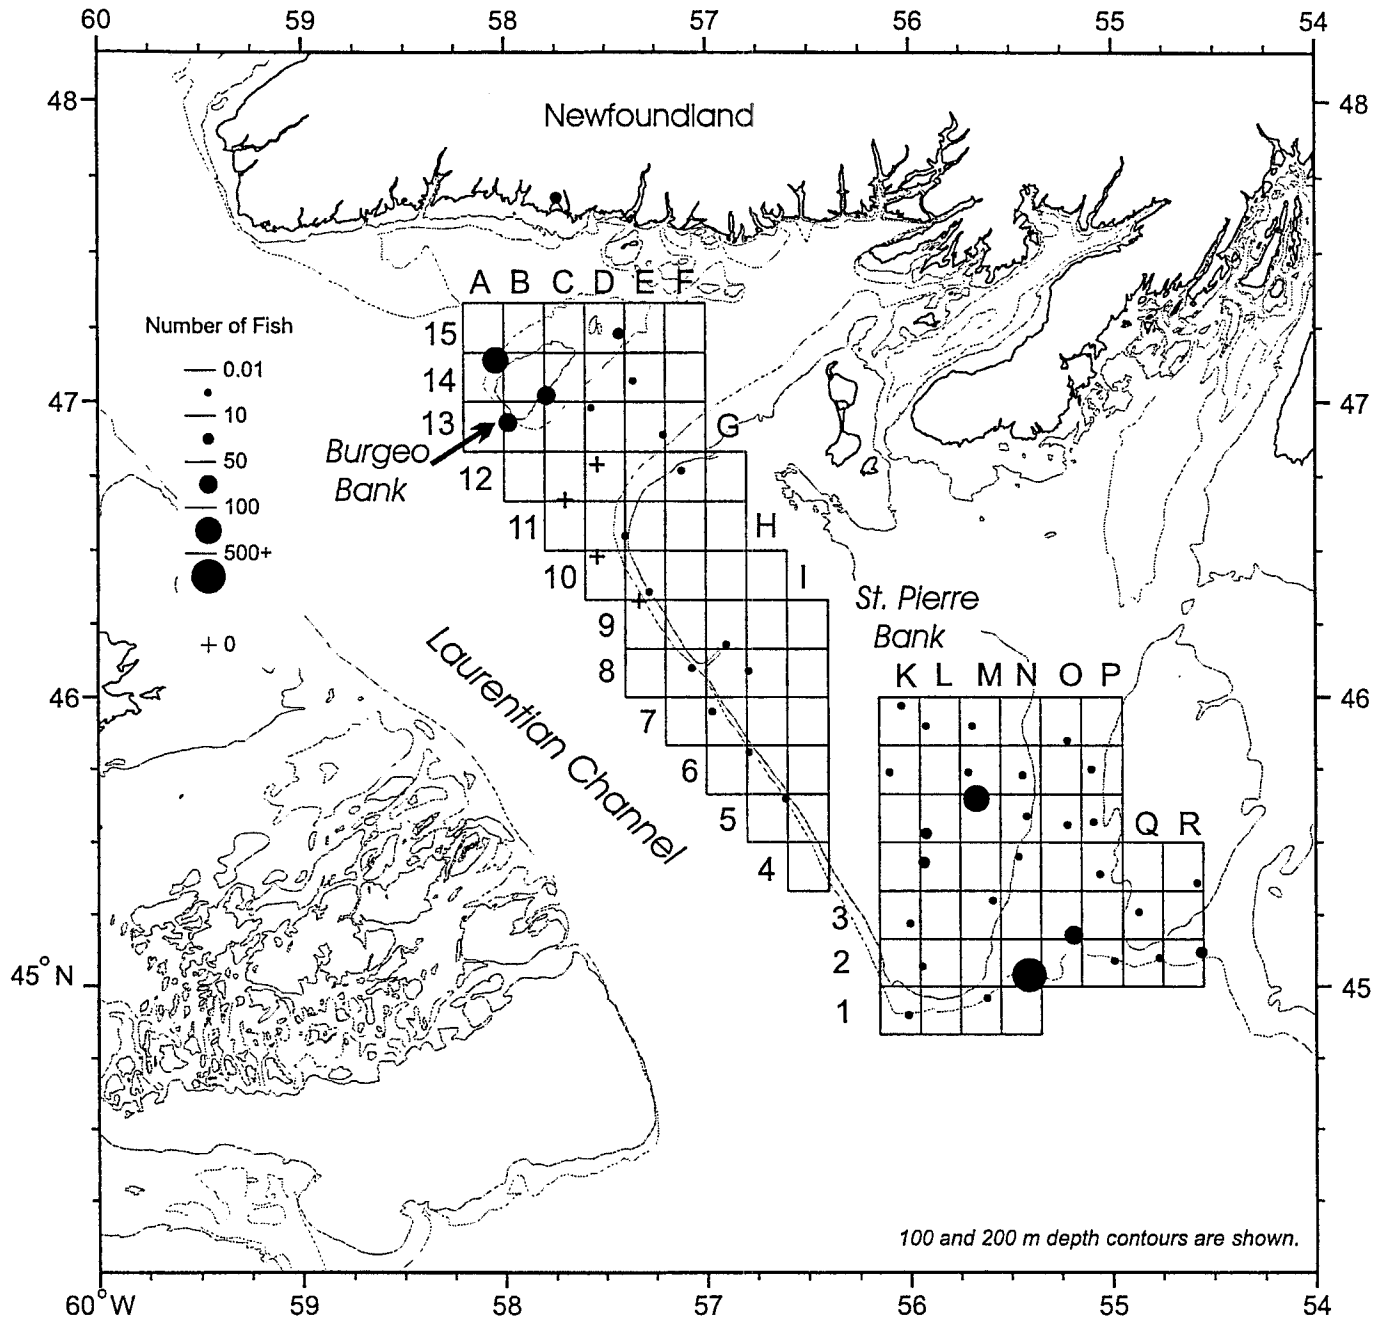 60 59 58 57 56 55 54
48 Newfoundland 48
A B C D E F
Number of Fish
15
0.01
14
10
47 47
13 G
50
Burgeo
Bank
12
100
11 H
500+
10 I
St. Pierre
Bank
9
0
Laurentian Channel
8
K L M N O P
46 46
7
6
5
Q R
4
3
2
45°N 45
1
100 and 200 m depth contours are shown.
60°W 59 58 57 56 55 54